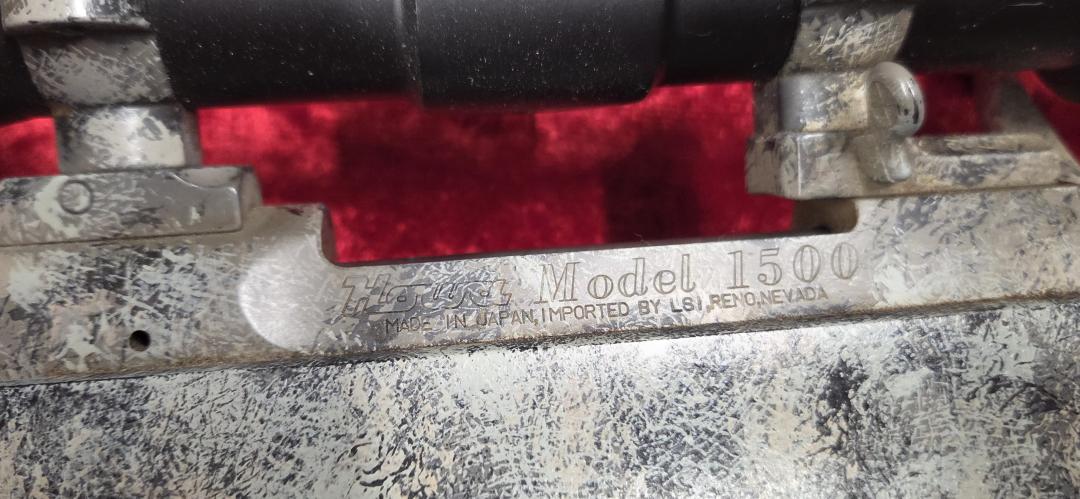 Howa Model 1500
MADE IN JAPAN, IMPORTED BY LSI, RENO, NEVADA